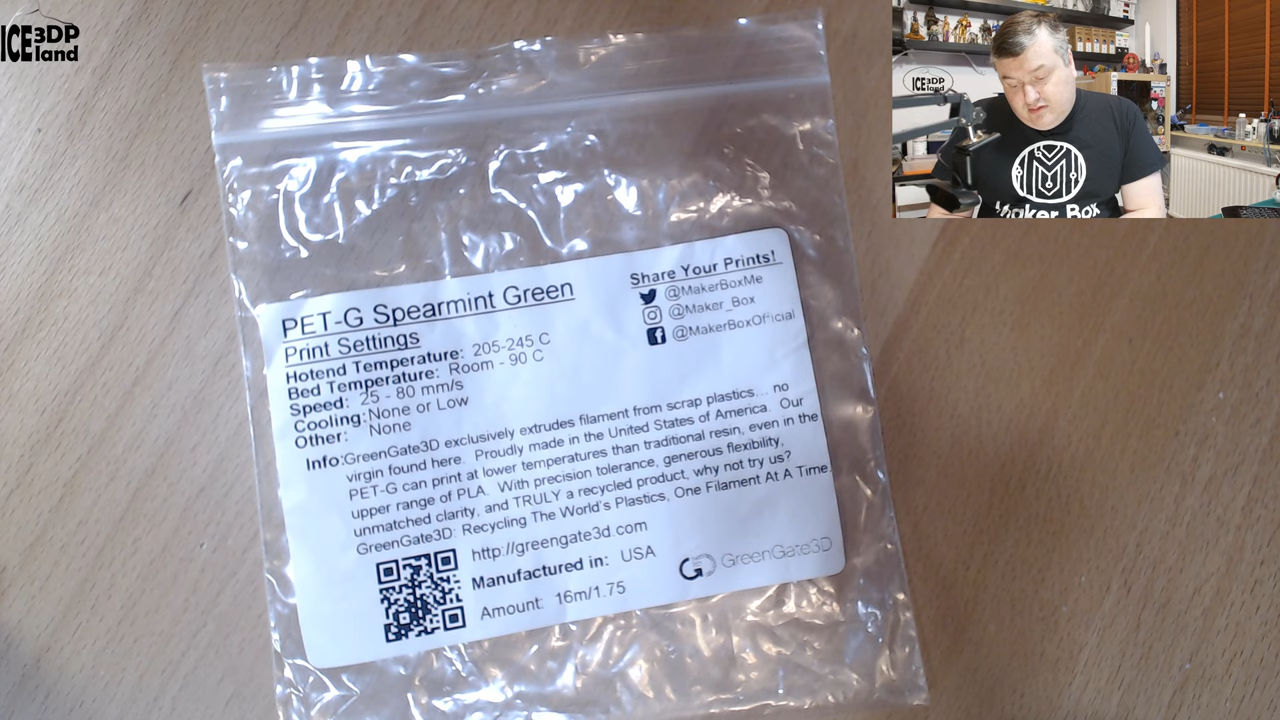 ICE 3DP land
ICE 3DP land
Maker Box
PET-G Spearmint Green
Print Settings
Hotend Temperature: 205-245 C
Bed Temperature: Room - 90 C
Speed: 25 - 80 mm/s
Cooling: None or Low
Other: None
Share Your Prints!
@MakerBoxMe
@Maker_Box
@MakerBoxOfficial
Info: GreenGate3D exclusively extrudes filament from scrap plastics... no
virgin found here. Proudly made in the United States of America. Our
PET-G can print at lower temperatures than traditional resin, even in the
upper range of PLA. With precision tolerance, generous flexibility,
unmatched clarity, and TRULY a recycled product, why not try us?
GreenGate3D: Recycling The World's Plastics, One Filament At A Time.
http://greengate3d.com
Manufactured in: USA
Amount: 16m/1.75
GreenGate3D